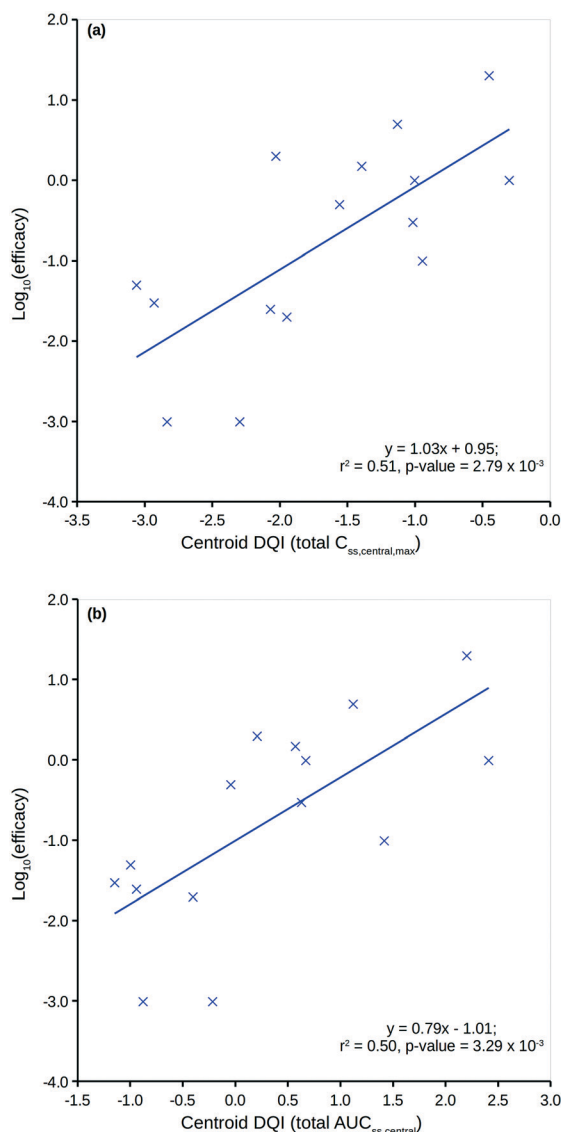 (a)
2.0
1.0
0.0
-1.0
-2.0
-3.0
-4.0
Log₁₀(efficacy)
y = 1.03x + 0.95;
r² = 0.51, p-value = 2.79 x 10⁻³
-3.5 -3.0 -2.5 -2.0 -1.5 -1.0 -0.5 0.0
Centroid DQI (total Css,central,max)
(b)
2.0
1.0
0.0
-1.0
-2.0
-3.0
-4.0
Log₁₀(efficacy)
y = 0.79x - 1.01;
r² = 0.50, p-value = 3.29 x 10⁻³
-1.5 -1.0 -0.5 0.0 0.5 1.0 1.5 2.0 2.5 3.0
Centroid DQI (total AUCss,central)